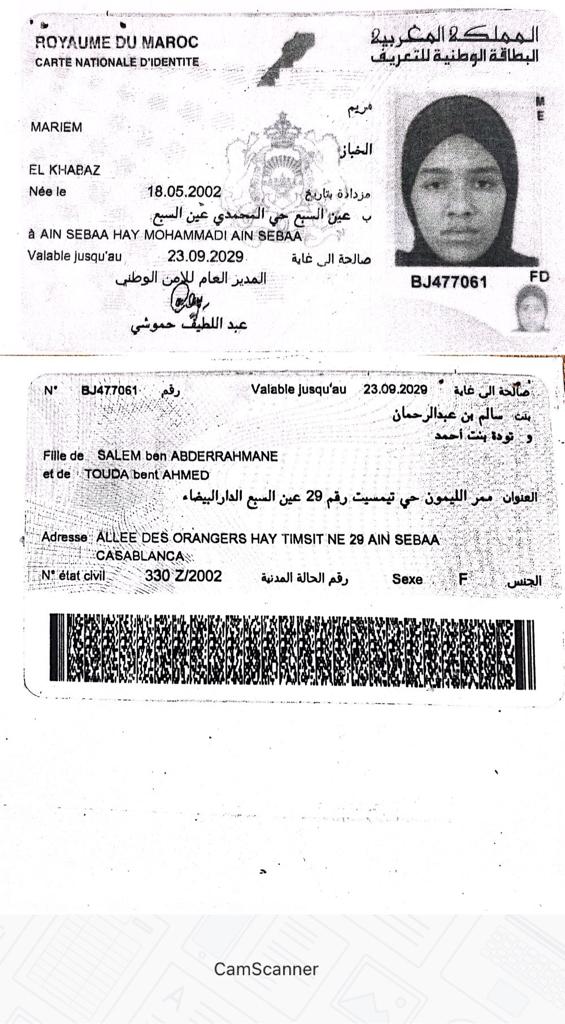 ROYAUME DU MAROC
CARTE NATIONALE D'IDENTITE
المملكة المغربية
البطاقة الوطنية للتعريف
مريم
MARIEM
الخباز
EL KHABAZ
Née le 18.05.2002 مزدادة بتاريخ
ب عين السبع حي المحمدي عين السبع
à AIN SEBAA HAY MOHAMMADI AIN SEBAA
Valable jusqu'au 23.09.2029 صالحة الى غاية
المدير العام للامن الوطني
عبد اللطيف حموشي
M
E
BJ477061
FD
N° BJ477061 رقم Valable jusqu'au 23.09.2029 صالحة الى غاية
بنت سالم بن عبدالرحمان
و تودة بنت احمد
Fille de SALEM ben ABDERRAHMANE
et de TOUDA bent AHMED
العنوان ممر الليمون حي تيمسيت رقم 29 عين السبع الدارالبيضاء
Adresse ALLEE DES ORANGERS HAY TIMSIT NE 29 AIN SEBAA
CASABLANCA
N° état civil 330 Z/2002 رقم الحالة المدنية Sexe F الجنس
CamScanner